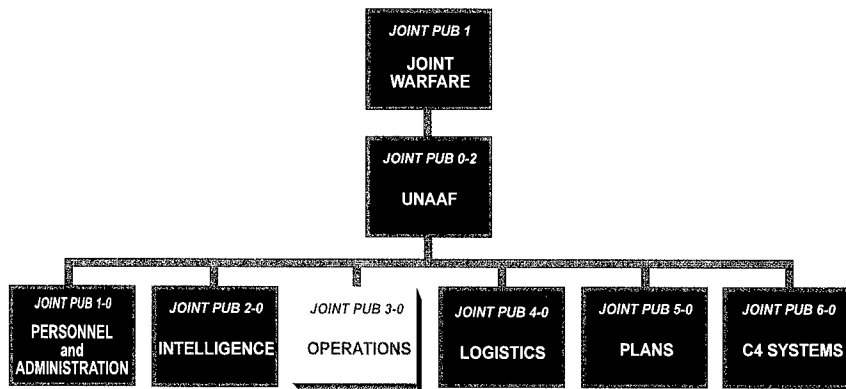 JOINT PUB 1
JOINT
WARFARE
JOINT PUB 0-2
UNAAF
JOINT PUB 1-0
PERSONNEL
and
ADMINISTRATION
JOINT PUB 2-0
INTELLIGENCE
JOINT PUB 3-0
OPERATIONS
JOINT PUB 4-0
LOGISTICS
JOINT PUB 5-0
PLANS
JOINT PUB 6-0
C4 SYSTEMS